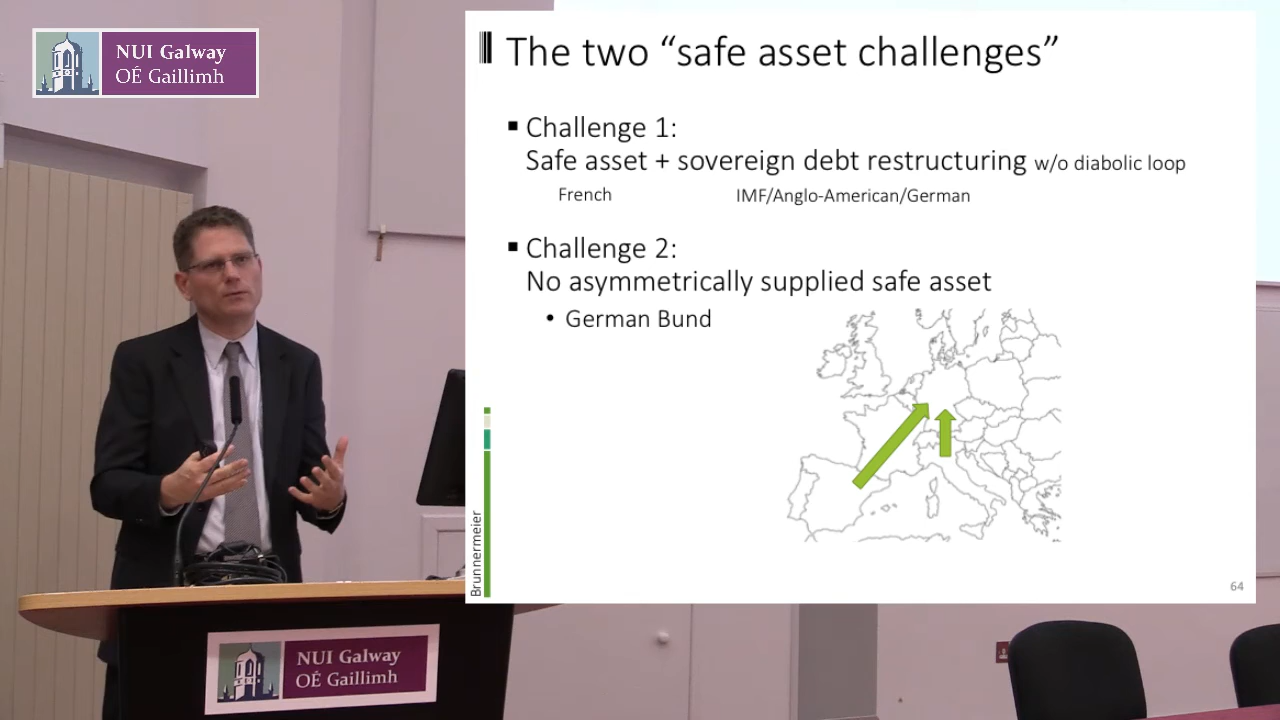 NUI Galway
OÉ Gaillimh
The two “safe asset challenges”
▪ Challenge 1:
Safe asset + sovereign debt restructuring w/o diabolic loop
French IMF/Anglo-American/German
▪ Challenge 2:
No asymmetrically supplied safe asset
• German Bund
Brunnermeier
64
NUI Galway
OÉ Gaillimh